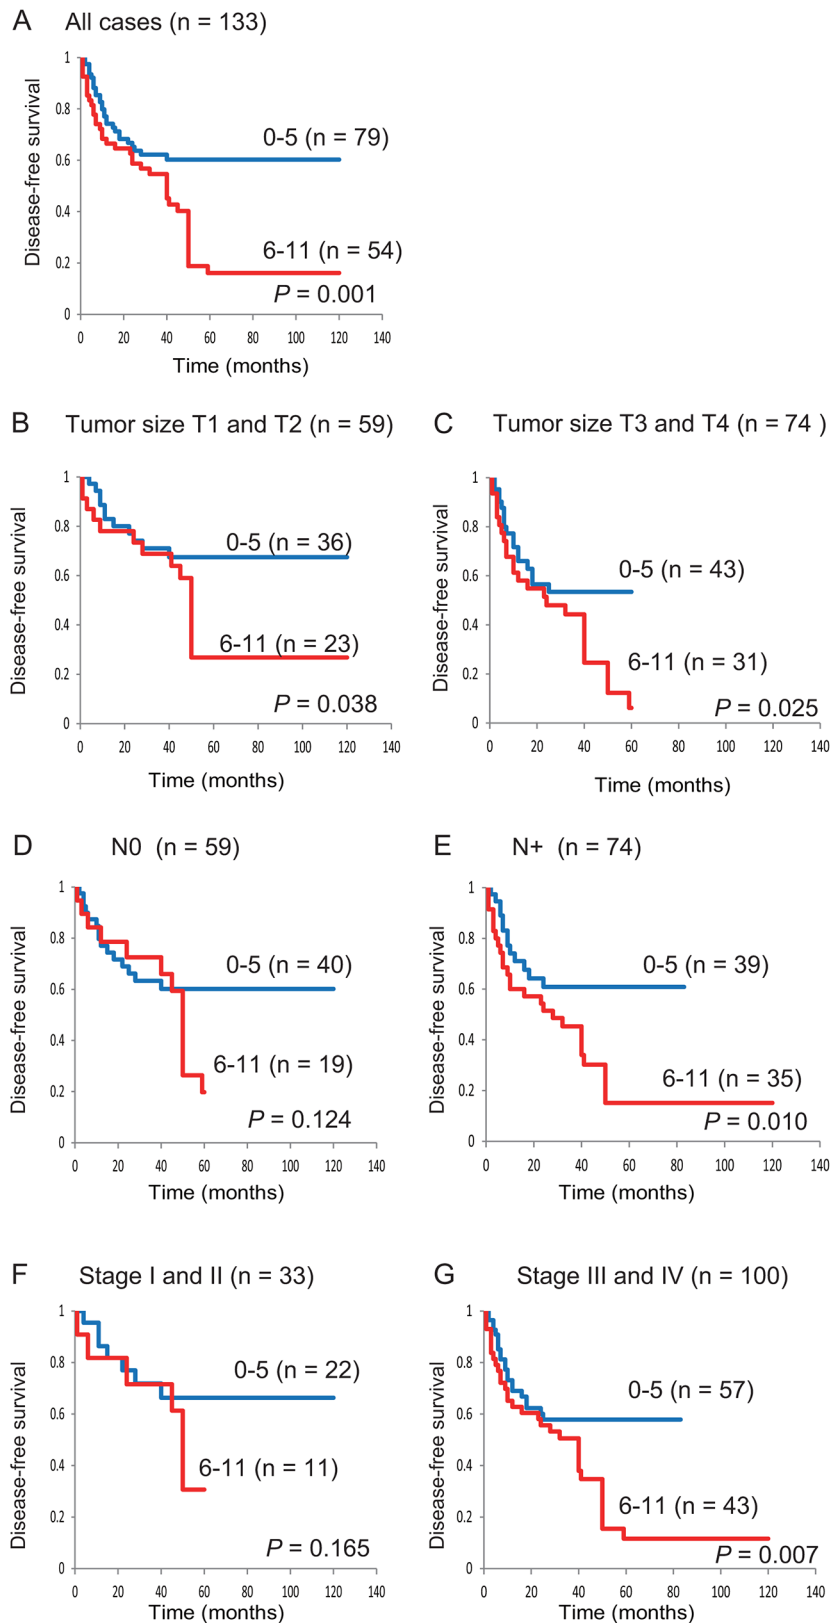 A All cases (n = 133)
Disease-free survival
1
0.8
0.6
0.4
0.2
0
0-5 (n = 79)
6-11 (n = 54)
P = 0.001
0 20 40 60 80 100 120 140
Time (months)
B Tumor size T1 and T2 (n = 59)
Disease-free survival
1
0.8
0.6
0.4
0.2
0
0-5 (n = 36)
6-11 (n = 23)
P = 0.038
0 20 40 60 80 100 120 140
Time (months)
C Tumor size T3 and T4 (n = 74 )
Disease-free survival
1
0.8
0.6
0.4
0.2
0
0-5 (n = 43)
6-11 (n = 31)
P = 0.025
0 20 40 60 80 100 120 140
Time (months)
D N0 (n = 59)
Disease-free survival
1
0.8
0.6
0.4
0.2
0
0-5 (n = 40)
6-11 (n = 19)
P = 0.124
0 20 40 60 80 100 120 140
Time (months)
E N+ (n = 74)
Disease-free survival
1
0.8
0.6
0.4
0.2
0
0-5 (n = 39)
6-11 (n = 35)
P = 0.010
0 20 40 60 80 100 120 140
Time (months)
F Stage I and II (n = 33)
Disease-free survival
1
0.8
0.6
0.4
0.2
0
0-5 (n = 22)
6-11 (n = 11)
P = 0.165
0 20 40 60 80 100 120 140
Time (months)
G Stage III and IV (n = 100)
Disease-free survival
1
0.8
0.6
0.4
0.2
0
0-5 (n = 57)
6-11 (n = 43)
P = 0.007
0 20 40 60 80 100 120 140
Time (months)